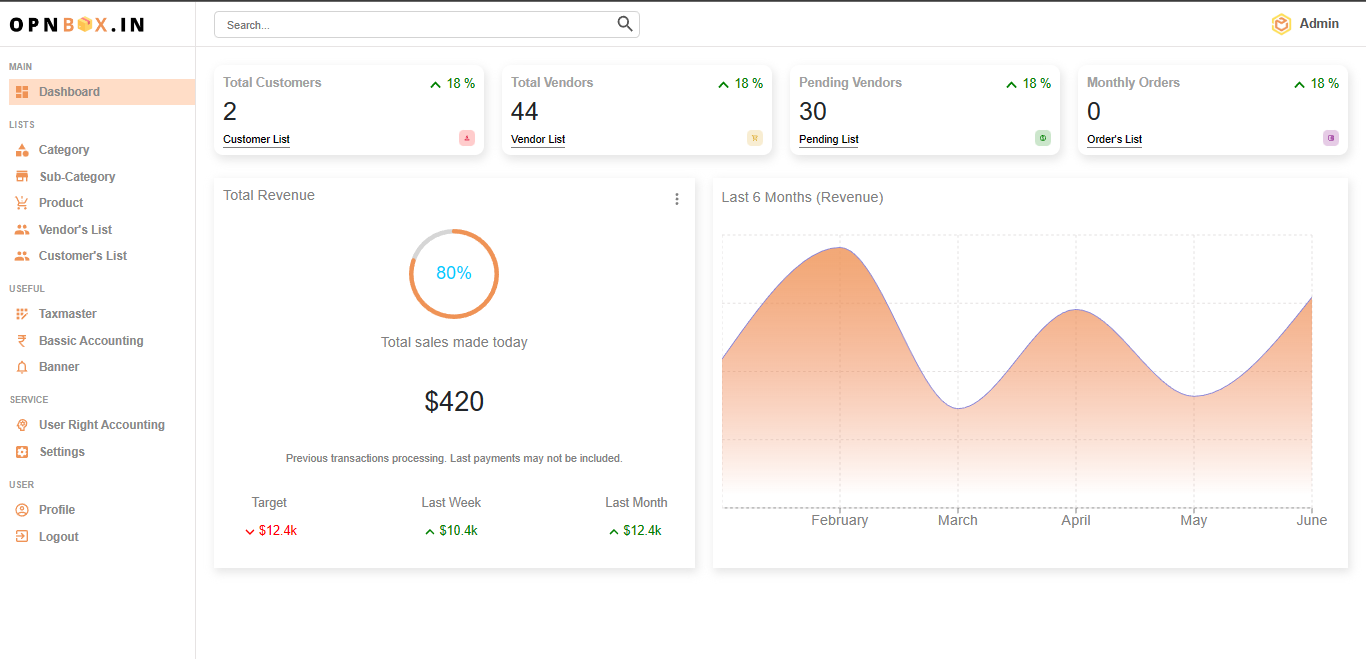 OPNBOX.IN
Search...
Admin
MAIN
Dashboard
LISTS
Category
Sub-Category
Product
Vendor's List
Customer's List
USEFUL
Taxmaster
Bassic Accounting
Banner
SERVICE
User Right Accounting
Settings
USER
Profile
Logout
Total Customers
18 %
2
Customer List
Total Vendors
18 %
44
Vendor List
Pending Vendors
18 %
30
Pending List
Monthly Orders
18 %
0
Order's List
Total Revenue
80%
Total sales made today
$420
Previous transactions processing. Last payments may not be included.
Target
Last Week
Last Month
$12.4k
$10.4k
$12.4k
Last 6 Months (Revenue)
February
March
April
May
June